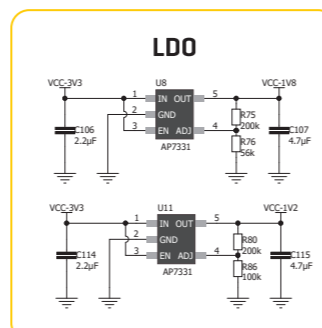 LDO
VCC-3V3 U8 VCC-1V8
1 IN OUT 5
2 GND
3 EN ADJ 4
AP7331
C106
2.2µF
R75
200k
R76
56k
C107
4.7µF
VCC-3V3 U11 VCC-1V2
1 IN OUT 5
2 GND
3 EN ADJ 4
AP7331
C114
2.2µF
R80
200k
R86
100k
C115
4.7µF